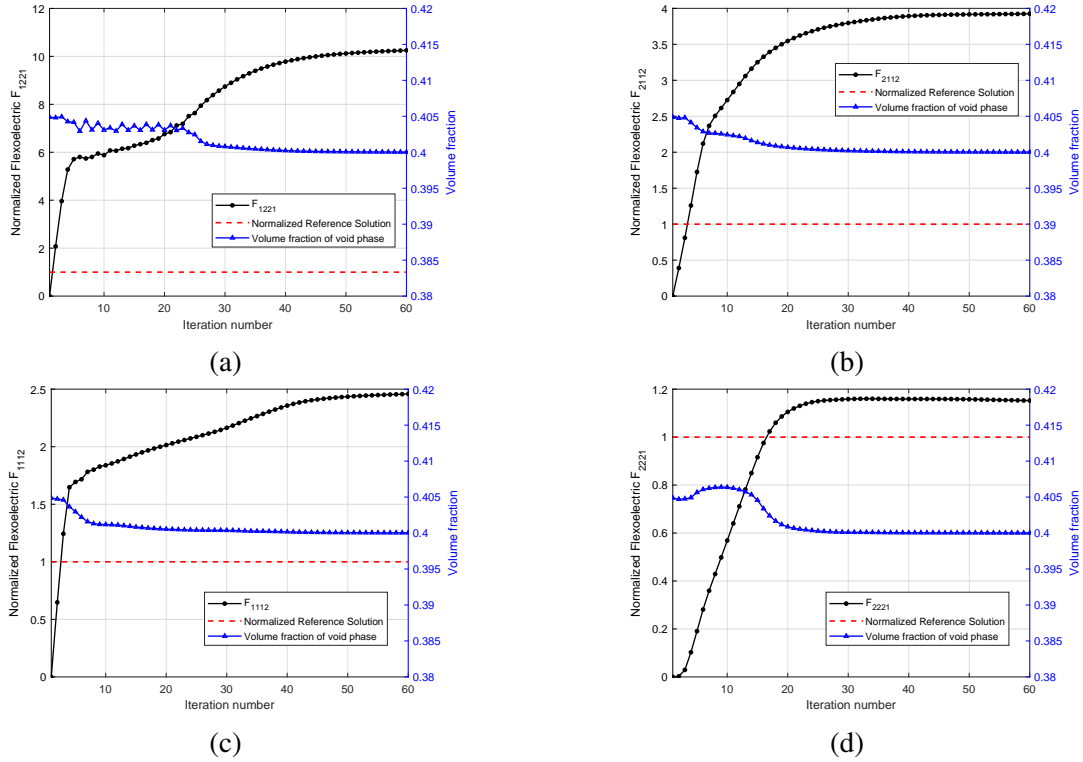 12
10
8
6
4
2
0
0.42
0.415
0.41
0.405
0.4
0.395
0.39
0.385
0.38
10 20 30 40 50 60
Normalized Flexoelectric F1221
Volume fraction
Iteration number
F1221
Normalized Reference Solution
Volume fraction of void phase
(a)
4
3.5
3
2.5
2
1.5
1
0.5
0
0.42
0.415
0.41
0.405
0.4
0.395
0.39
0.385
0.38
10 20 30 40 50 60
Normalized Flexoelectric F2112
Volume fraction
Iteration number
F2112
Normalized Reference Solution
Volume fraction of void phase
(b)
2.5
2
1.5
1
0.5
0
0.42
0.415
0.41
0.405
0.4
0.395
0.39
0.385
0.38
10 20 30 40 50 60
Normalized Flexoelectric F1112
Volume fraction
Iteration number
F1112
Normalized Reference Solution
Volume fraction of void phase
(c)
1.2
1
0.8
0.6
0.4
0.2
0
0.42
0.415
0.41
0.405
0.4
0.395
0.39
0.385
0.38
10 20 30 40 50 60
Normalized Flexoelectric F2221
Volume fraction
Iteration number
F2221
Normalized Reference Solution
Volume fraction of void phase
(d)